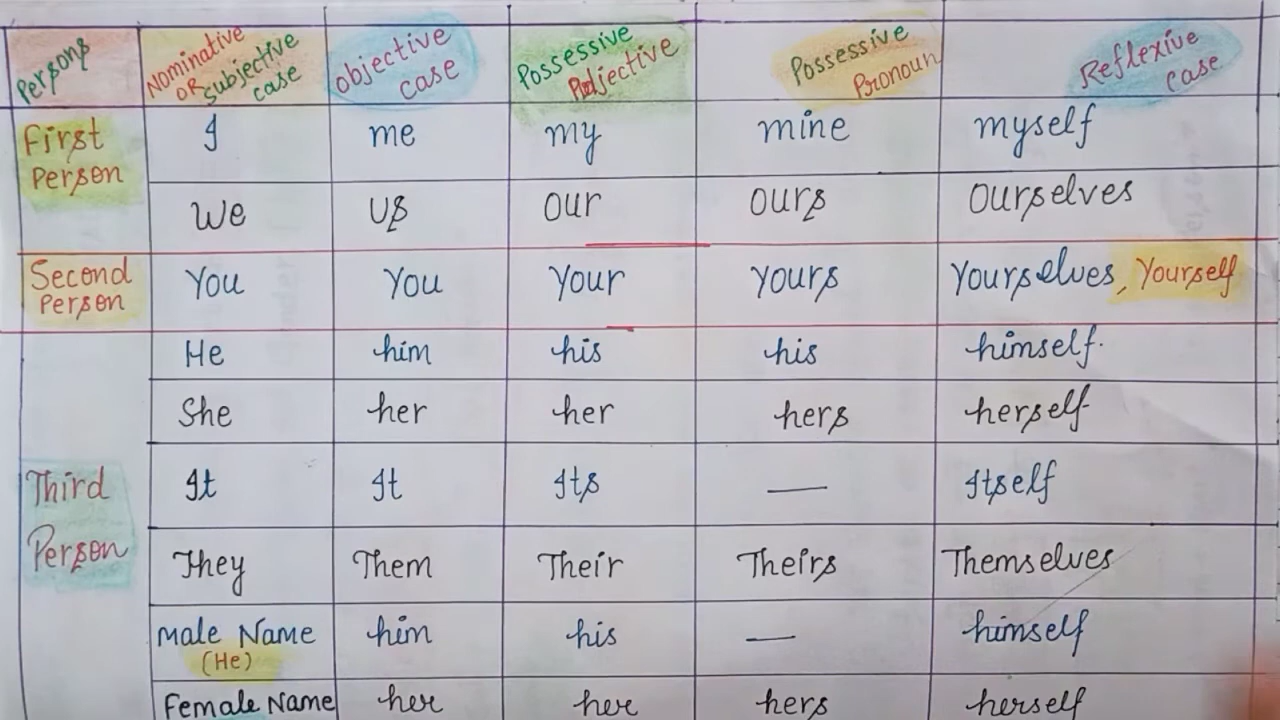 Persons Nominative OR Subjective case Objective case Possessive Adjective Possessive Pronoun Reflexive case
First Person I me my mine myself
We us our ours ourselves
Second Person You You Your Yours Yourselves, Yourself
He him his his himself.
She her her hers herself
Third Person It It Its — Itself
They Them Their Theirs Themselves
Male Name (He) him his — himself
Female Name her her hers herself